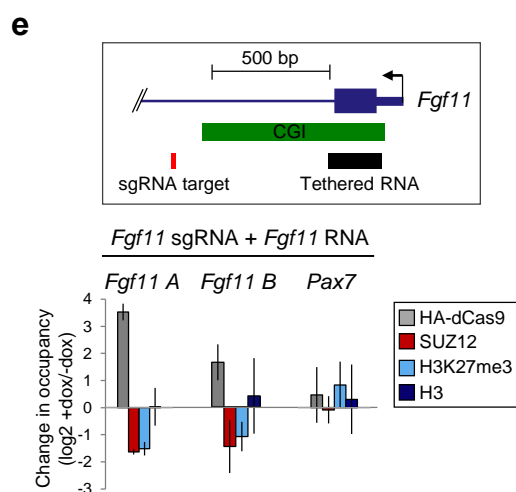 e
500 bp
Fgf11
CGI
sgRNA target
Tethered RNA
Fgf11 sgRNA + Fgf11 RNA
Fgf11 A
Fgf11 B
Pax7
Change in occupancy
(log2 +dox/-dox)
4
3
2
1
0
-1
-2
-3
HA-dCas9
SUZ12
H3K27me3
H3